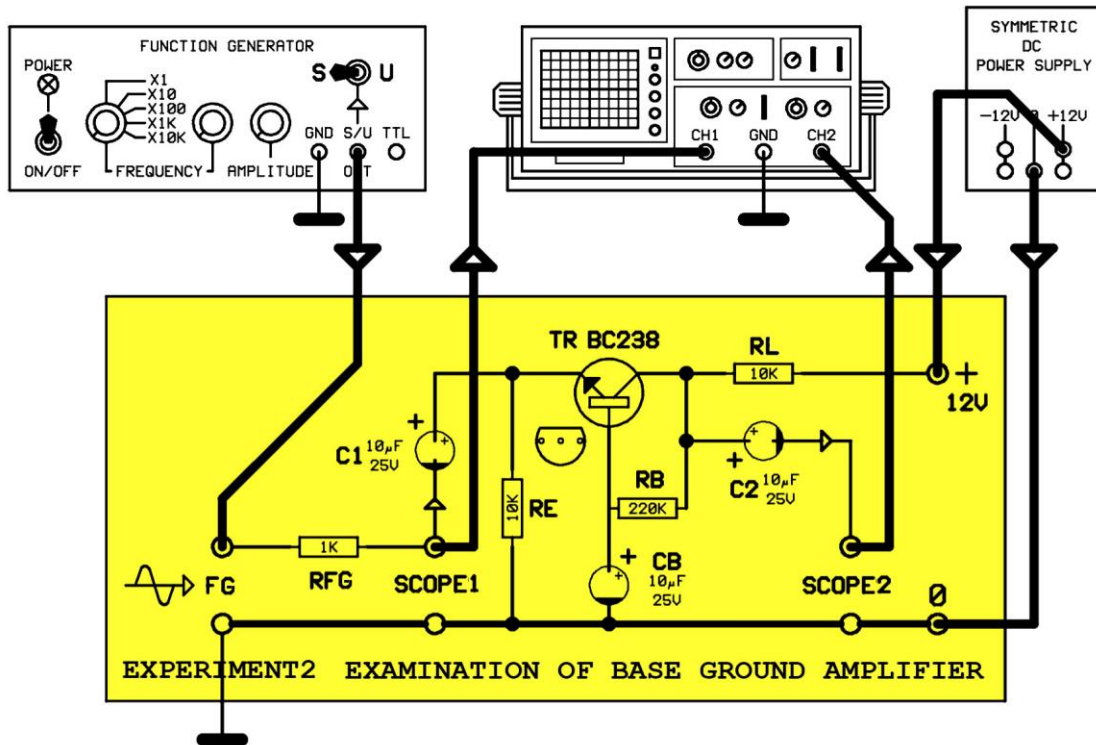 FUNCTION GENERATOR
POWER
ON/OFF
X1
X10
X100
X1K
X10K
FREQUENCY
AMPLITUDE
S U
GND S/U TTL
OUT
CH1 GND CH2
SYMMETRIC
DC
POWER SUPPLY
-12V 0 +12V
TR BC238
RL
10K
+
12V
+
C1 10µF
25V
10K
RE
RB
220K
+
C2 10µF
25V
+
CB
10µF
25V
1K
FG
RFG
SCOPE1
SCOPE2
0
EXPERIMENT2 EXAMINATION OF BASE GROUND AMPLIFIER